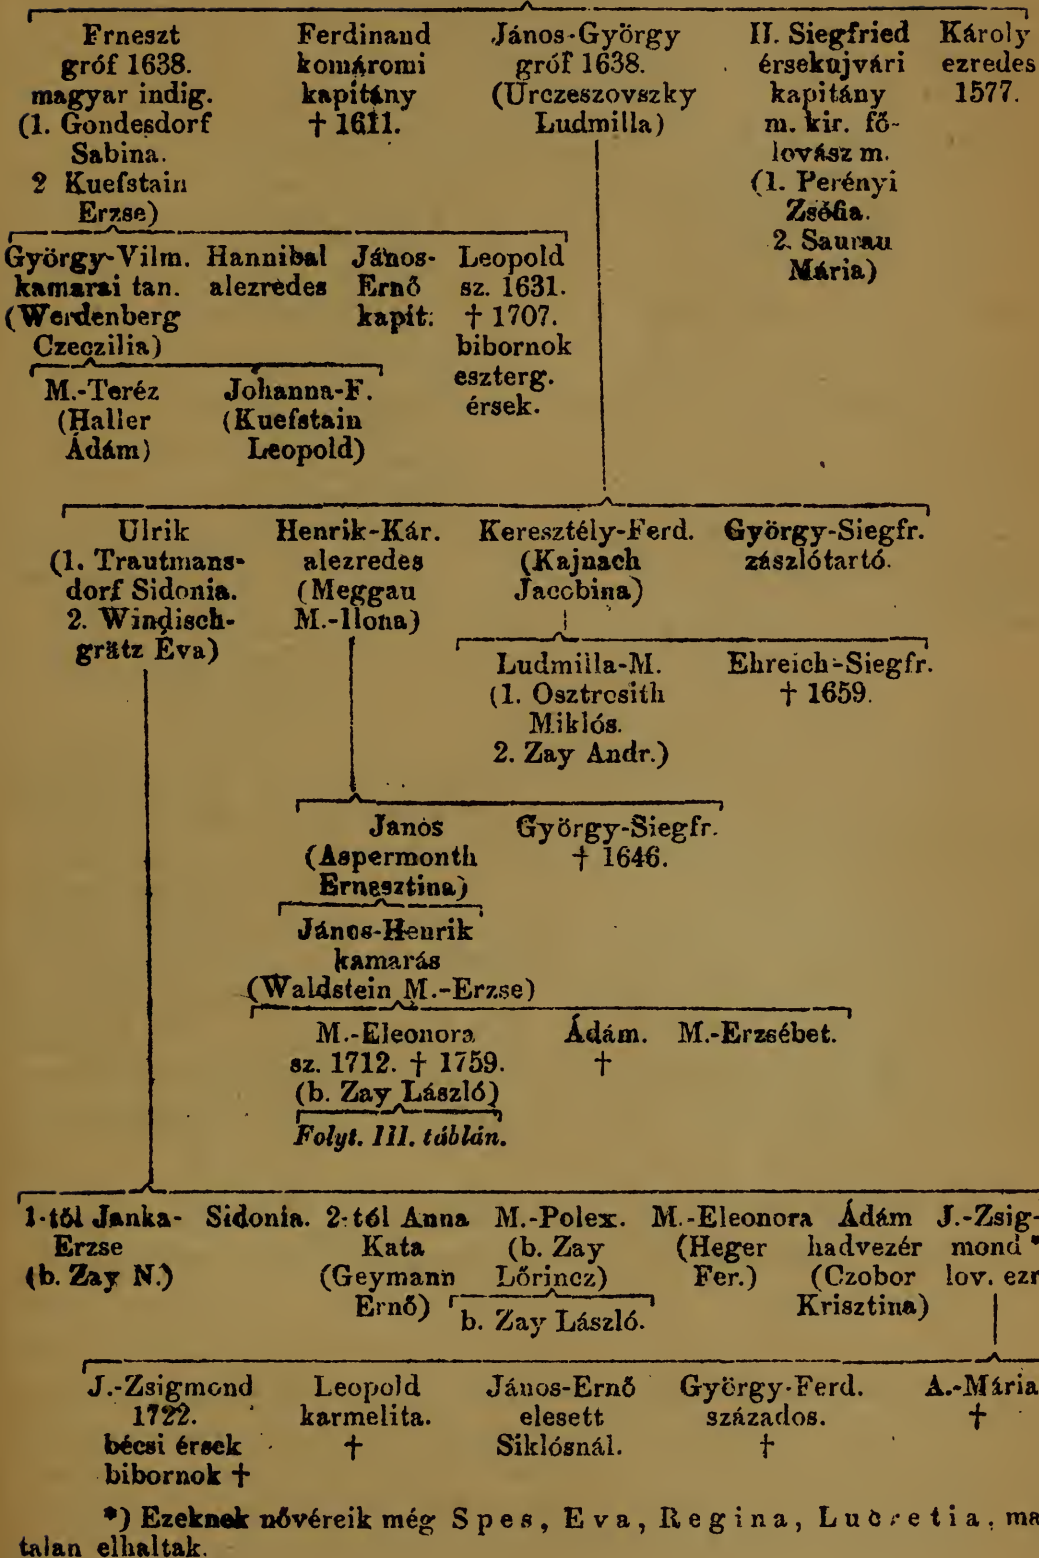 Erneszt
gróf 1638.
magyar indig.
(1. Gondesdorf
Sabina.
2 Kuefstain
Erzse)
Ferdinand
komáromi
kapitány
† 1611.
János-György
gróf 1638.
(Urczeszovszky
Ludmilla)
II. Siegfried
érsekujvári
kapitány
m. kir. fő-
lovász m.
(1. Perényi
Zsófia.
2. Saurau
Mária)
Károly
ezredes
1577.
György-Vilm.
kamarai tan.
(Werdenberg
Czeczilia)
Hannibal
alezredes
János-
Ernő
kapit.
Leopold
sz. 1631.
† 1707.
bibornok
eszterg.
érsek.
M.-Teréz
(Haller
Ádám)
Johanna-F.
(Kuefstain
Leopold)
Ulrik
(1. Trautmans-
dorf Sidonia.
2. Windisch-
grätz Éva)
Henrik-Kár.
alezredes
(Meggau
M.-Ilona)
Keresztély-Ferd.
(Kajnach
Jacobina)
György-Siegfr.
zászlótartó.
Ludmilla-M.
(1. Osztrosith
Miklós.
2. Zay Andr.)
Ehreich-Siegfr.
† 1659.
János
(Aspermonth
Ernesztina)
György-Siegfr.
† 1646.
János-Henrik
kamarás
(Waldstein M.-Erzse)
M.-Eleonora
sz. 1712. † 1759.
(b. Zay László)
Folyt. III. táblán.
Ádám.
†
M.-Erzsébet.
1-től Janka-
Erzse
(b. Zay N.)
Sidonia.
2-tól Anna
Kata
(Geymann
Ernő)
M.-Polex.
(b. Zay
Lőrincz)
b. Zay László.
M.-Eleonora
(Heger
Fer.)
Ádám
hadvezér
(Czobor
Krisztina)
J.-Zsig-
mond *
lov. ezr
J.-Zsigmond
1722.
bécsi érsek
bibornok †
Leopold
karmelita.
†
János-Ernő
elesett
Siklósnál.
György-Ferd.
százados.
†
A.-Mária
†
*) Ezeknek nővéreik még Spes, Eva, Regina, Lucretia, ma
talan elhaltak.